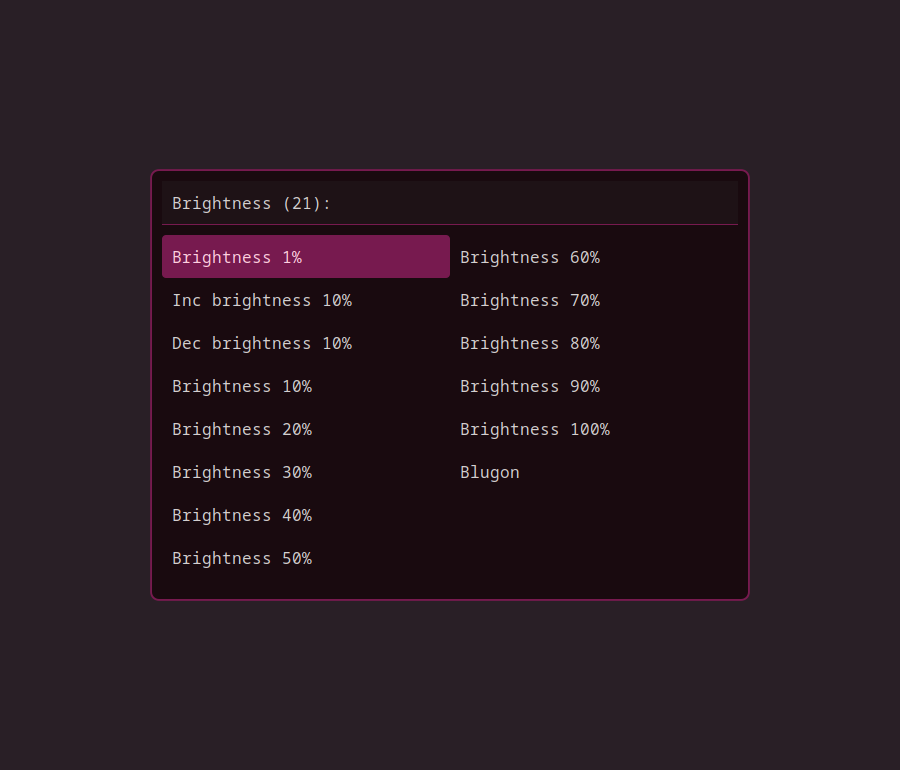 Brightness (21):
Brightness 1%
Inc brightness 10%
Dec brightness 10%
Brightness 10%
Brightness 20%
Brightness 30%
Brightness 40%
Brightness 50%
Brightness 60%
Brightness 70%
Brightness 80%
Brightness 90%
Brightness 100%
Blugon